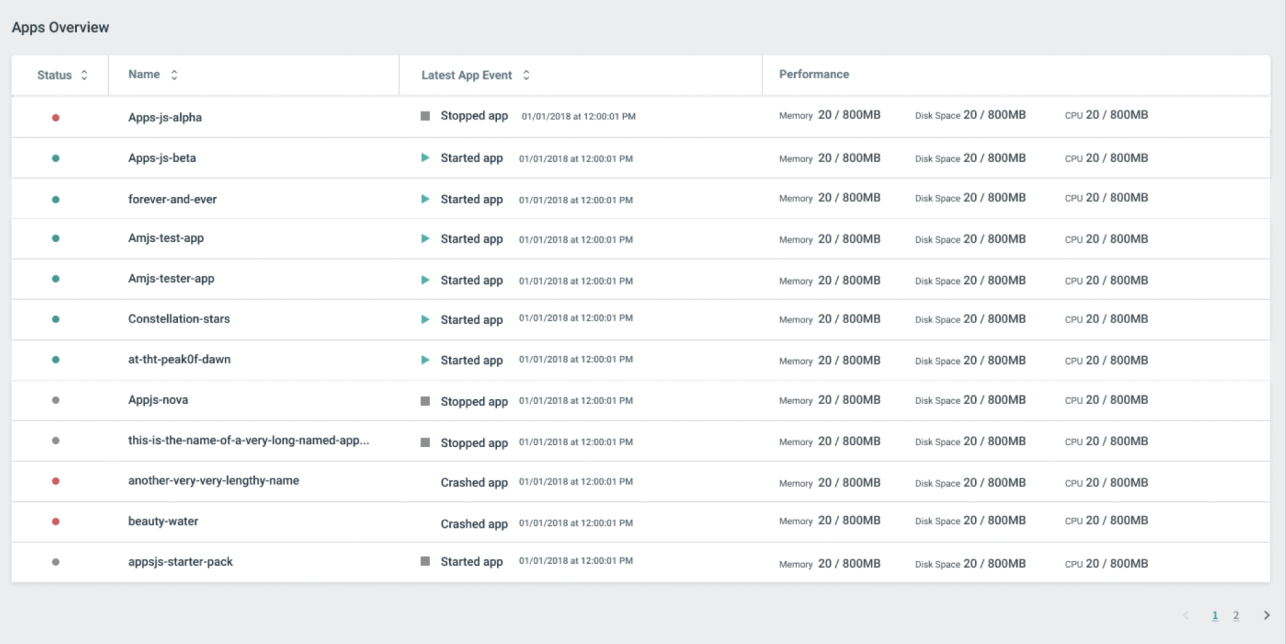 Apps Overview
Status Name Latest App Event Performance
Apps-js-alpha Stopped app 01/01/2018 at 12:00:01 PM Memory 20 / 800MB Disk Space 20 / 800MB CPU 20 / 800MB
Apps-js-beta Started app 01/01/2018 at 12:00:01 PM Memory 20 / 800MB Disk Space 20 / 800MB CPU 20 / 800MB
forever-and-ever Started app 01/01/2018 at 12:00:01 PM Memory 20 / 800MB Disk Space 20 / 800MB CPU 20 / 800MB
Amjs-test-app Started app 01/01/2018 at 12:00:01 PM Memory 20 / 800MB Disk Space 20 / 800MB CPU 20 / 800MB
Amjs-tester-app Started app 01/01/2018 at 12:00:01 PM Memory 20 / 800MB Disk Space 20 / 800MB CPU 20 / 800MB
Constellation-stars Started app 01/01/2018 at 12:00:01 PM Memory 20 / 800MB Disk Space 20 / 800MB CPU 20 / 800MB
at-tht-peak0f-dawn Started app 01/01/2018 at 12:00:01 PM Memory 20 / 800MB Disk Space 20 / 800MB CPU 20 / 800MB
Appjs-nova Stopped app 01/01/2018 at 12:00:01 PM Memory 20 / 800MB Disk Space 20 / 800MB CPU 20 / 800MB
this-is-the-name-of-a-very-long-named-app... Stopped app 01/01/2018 at 12:00:01 PM Memory 20 / 800MB Disk Space 20 / 800MB CPU 20 / 800MB
another-very-very-lengthy-name Crashed app 01/01/2018 at 12:00:01 PM Memory 20 / 800MB Disk Space 20 / 800MB CPU 20 / 800MB
beauty-water Crashed app 01/01/2018 at 12:00:01 PM Memory 20 / 800MB Disk Space 20 / 800MB CPU 20 / 800MB
appsjs-starter-pack Started app 01/01/2018 at 12:00:01 PM Memory 20 / 800MB Disk Space 20 / 800MB CPU 20 / 800MB
1 2